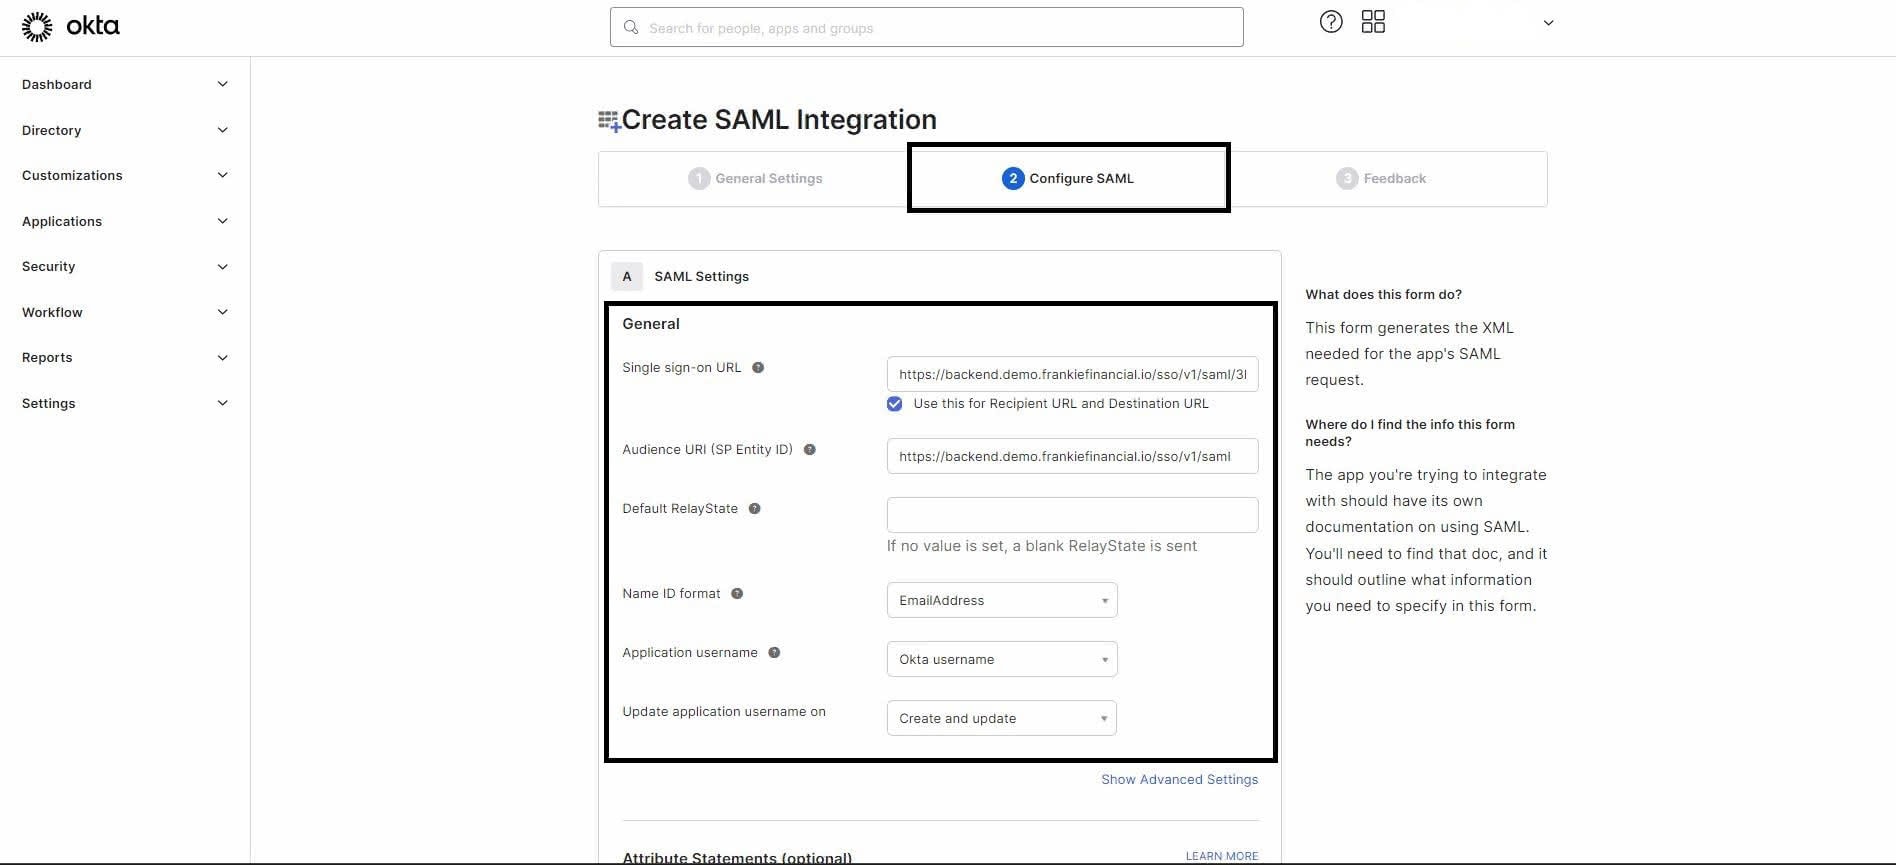 okta
Search for people, apps and groups
Dashboard
Directory
Customizations
Applications
Security
Workflow
Reports
Settings
Create SAML Integration
1 General Settings
2 Configure SAML
3 Feedback
A SAML Settings
General
Single sign-on URL
https://backend.demo.frankiefinancial.io/sso/v1/saml/3l
Use this for Recipient URL and Destination URL
Audience URI (SP Entity ID)
https://backend.demo.frankiefinancial.io/sso/v1/saml
Default RelayState
If no value is set, a blank RelayState is sent
Name ID format
EmailAddress
Application username
Okta username
Update application username on
Create and update
Show Advanced Settings
Attribute Statements (optional)
LEARN MORE
What does this form do?
This form generates the XML
needed for the app's SAML
request.
Where do I find the info this form
needs?
The app you're trying to integrate
with should have its own
documentation on using SAML.
You'll need to find that doc, and it
should outline what information
you need to specify in this form.